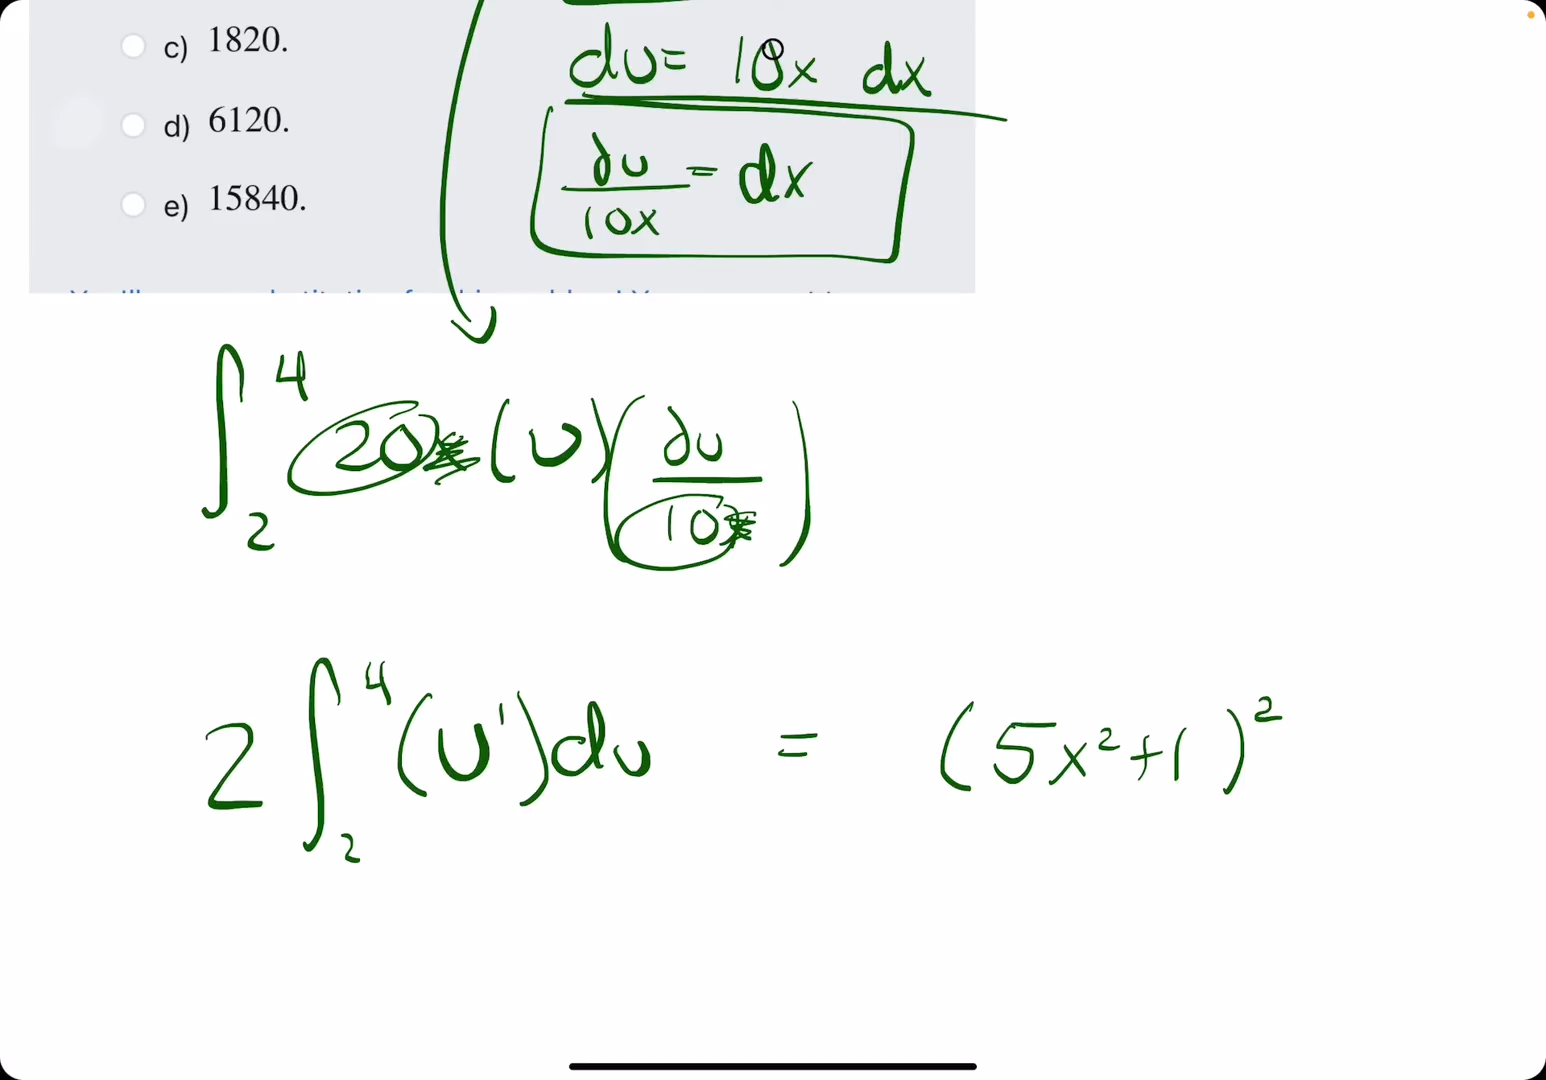 c) 1820.
d) 6120.
e) 15840.
du = 10x dx
du/10x = dx
∫₂⁴ 20x (u) (du/10x)
2 ∫₂⁴ (u¹) du = (5x² + 1)²